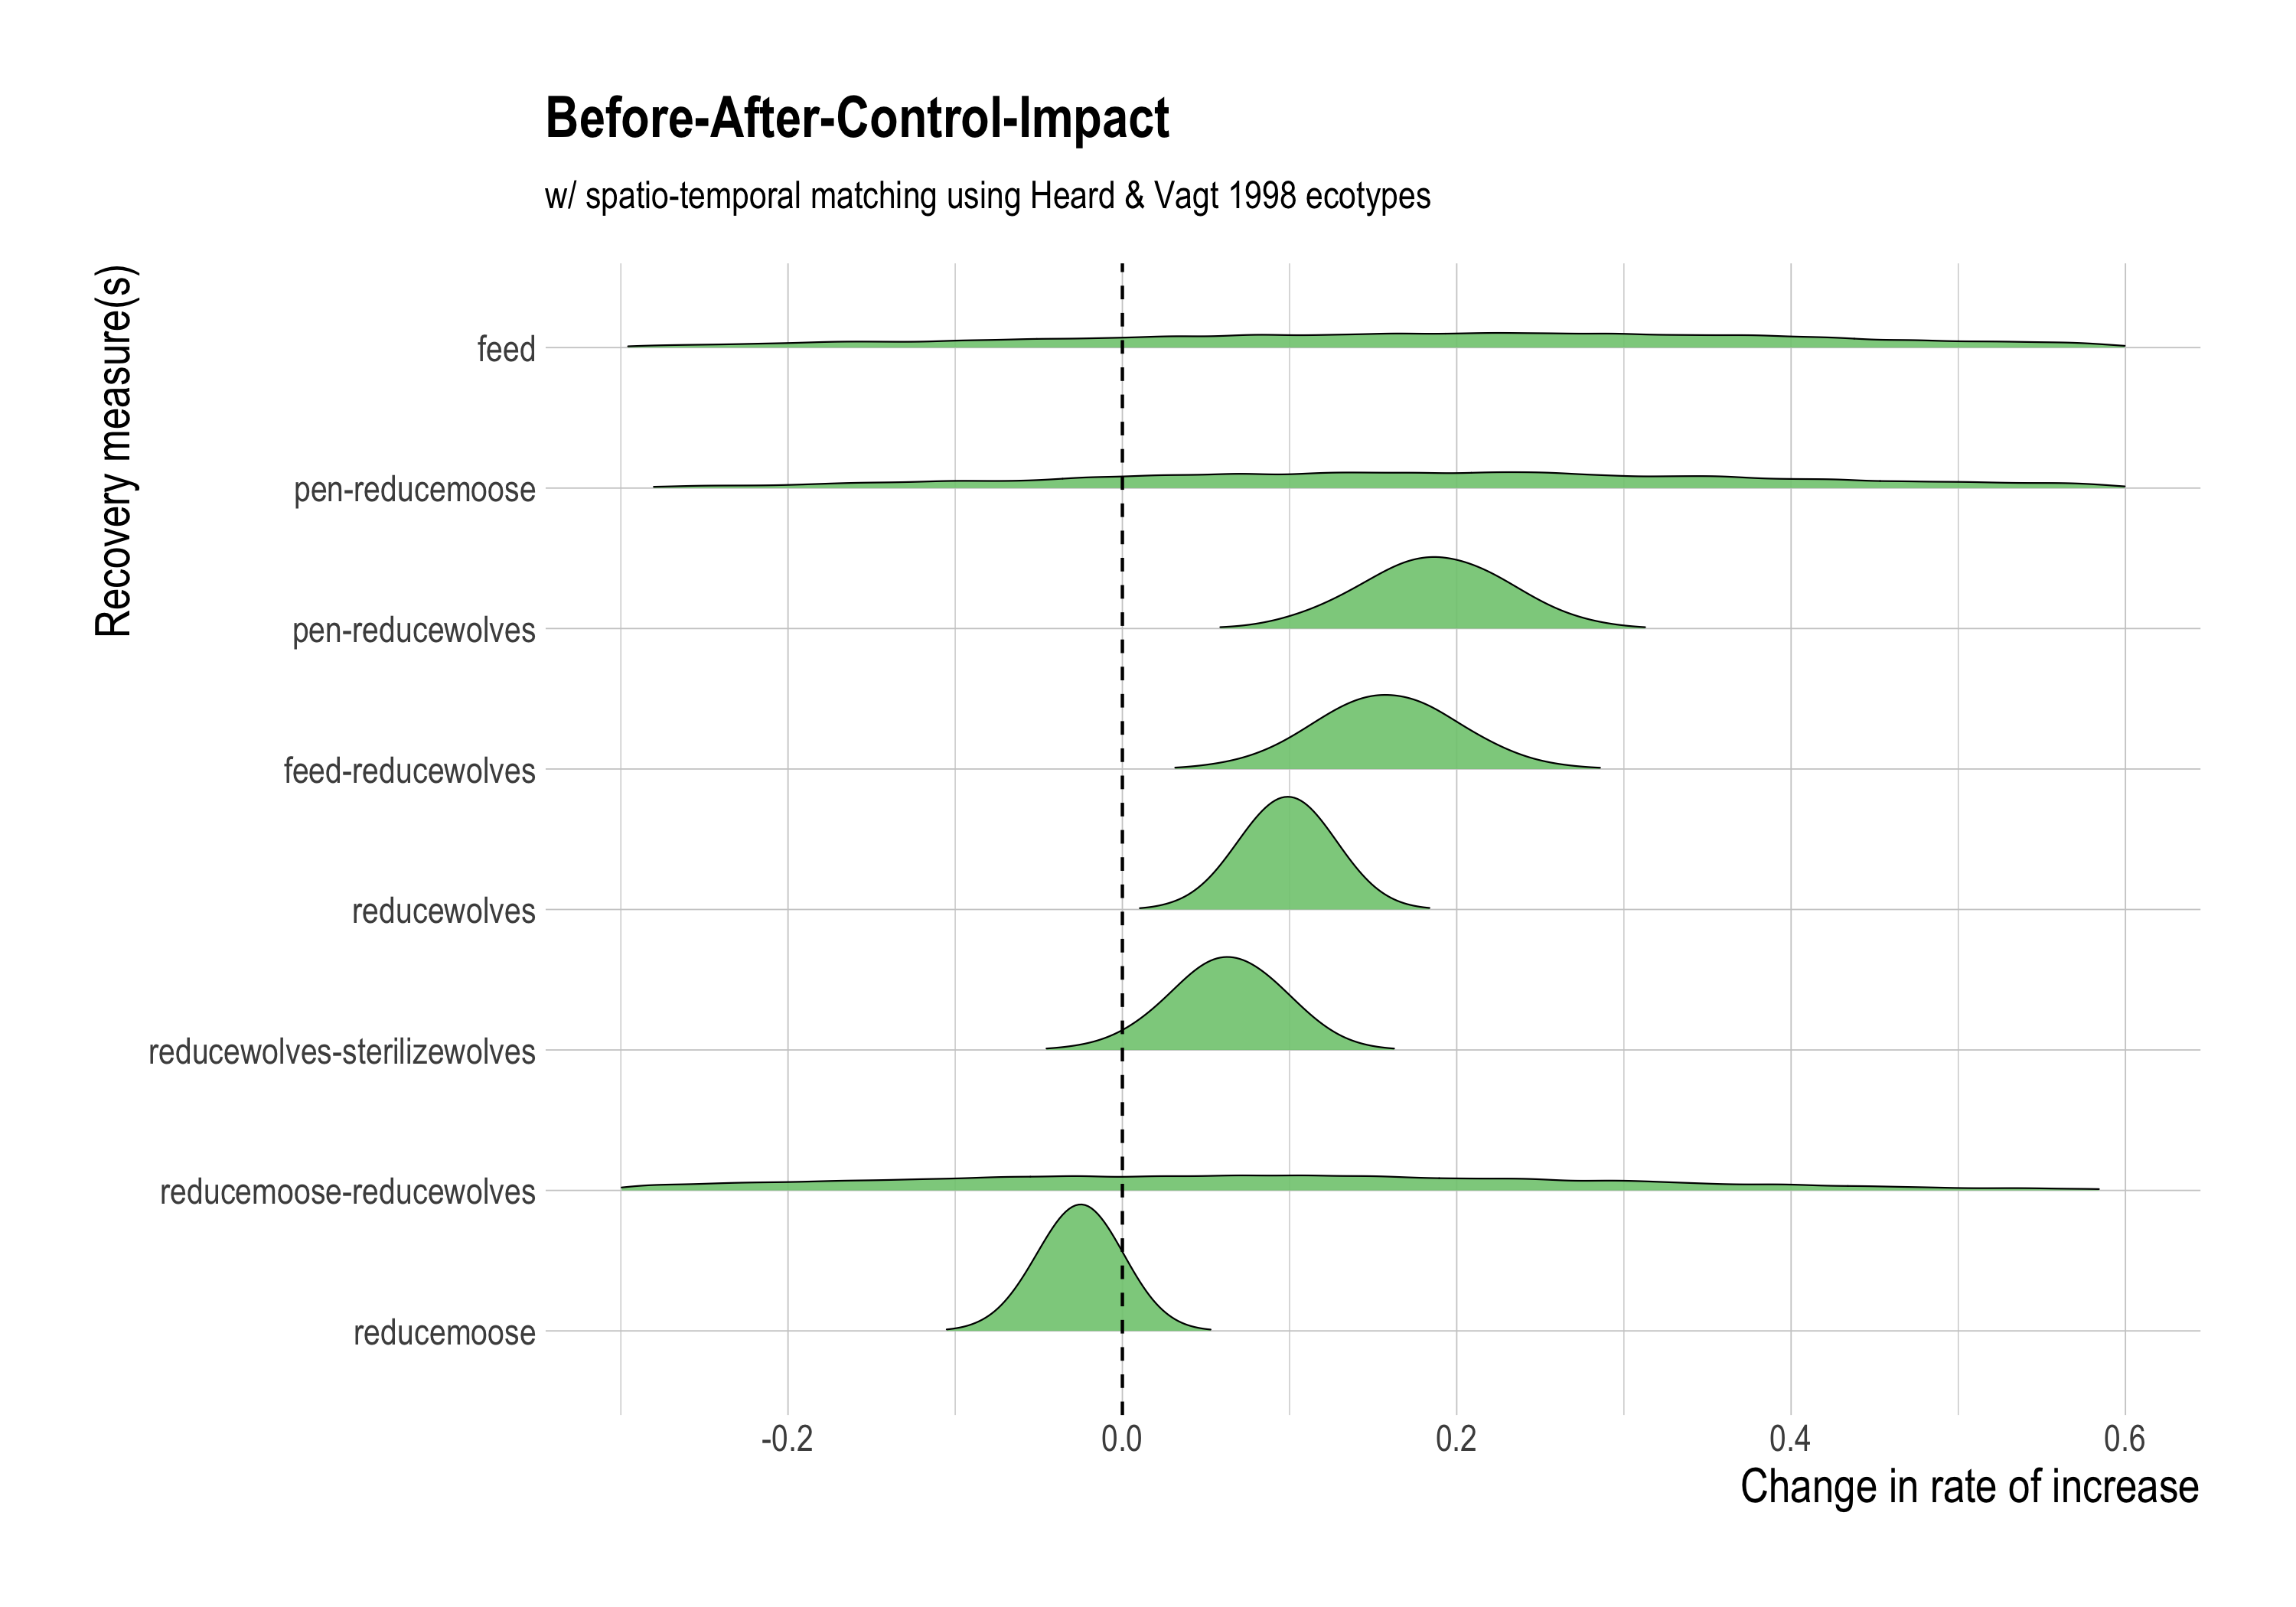 Before-After-Control-Impact
w/ spatio-temporal matching using Heard & Vagt 1998 ecotypes
Recovery measure(s)
feed
pen-reducemoose
pen-reducewolves
feed-reducewolves
reducewolves
reducewolves-sterilizewolves
reducemoose-reducewolves
reducemoose
-0.2 0.0 0.2 0.4 0.6
Change in rate of increase